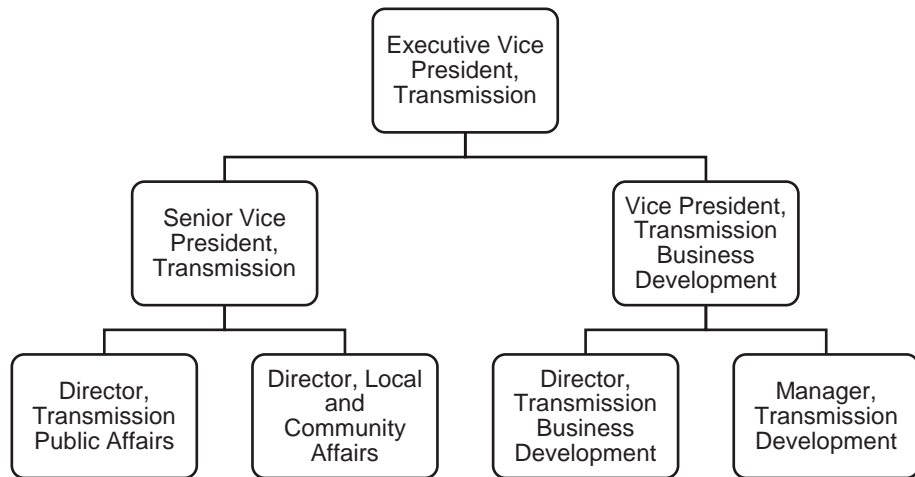 Executive Vice
President,
Transmission
Senior Vice
President,
Transmission
Vice President,
Transmission
Business
Development
Director,
Transmission
Public Affairs
Director, Local
and
Community
Affairs
Director,
Transmission
Business
Development
Manager,
Transmission
Development